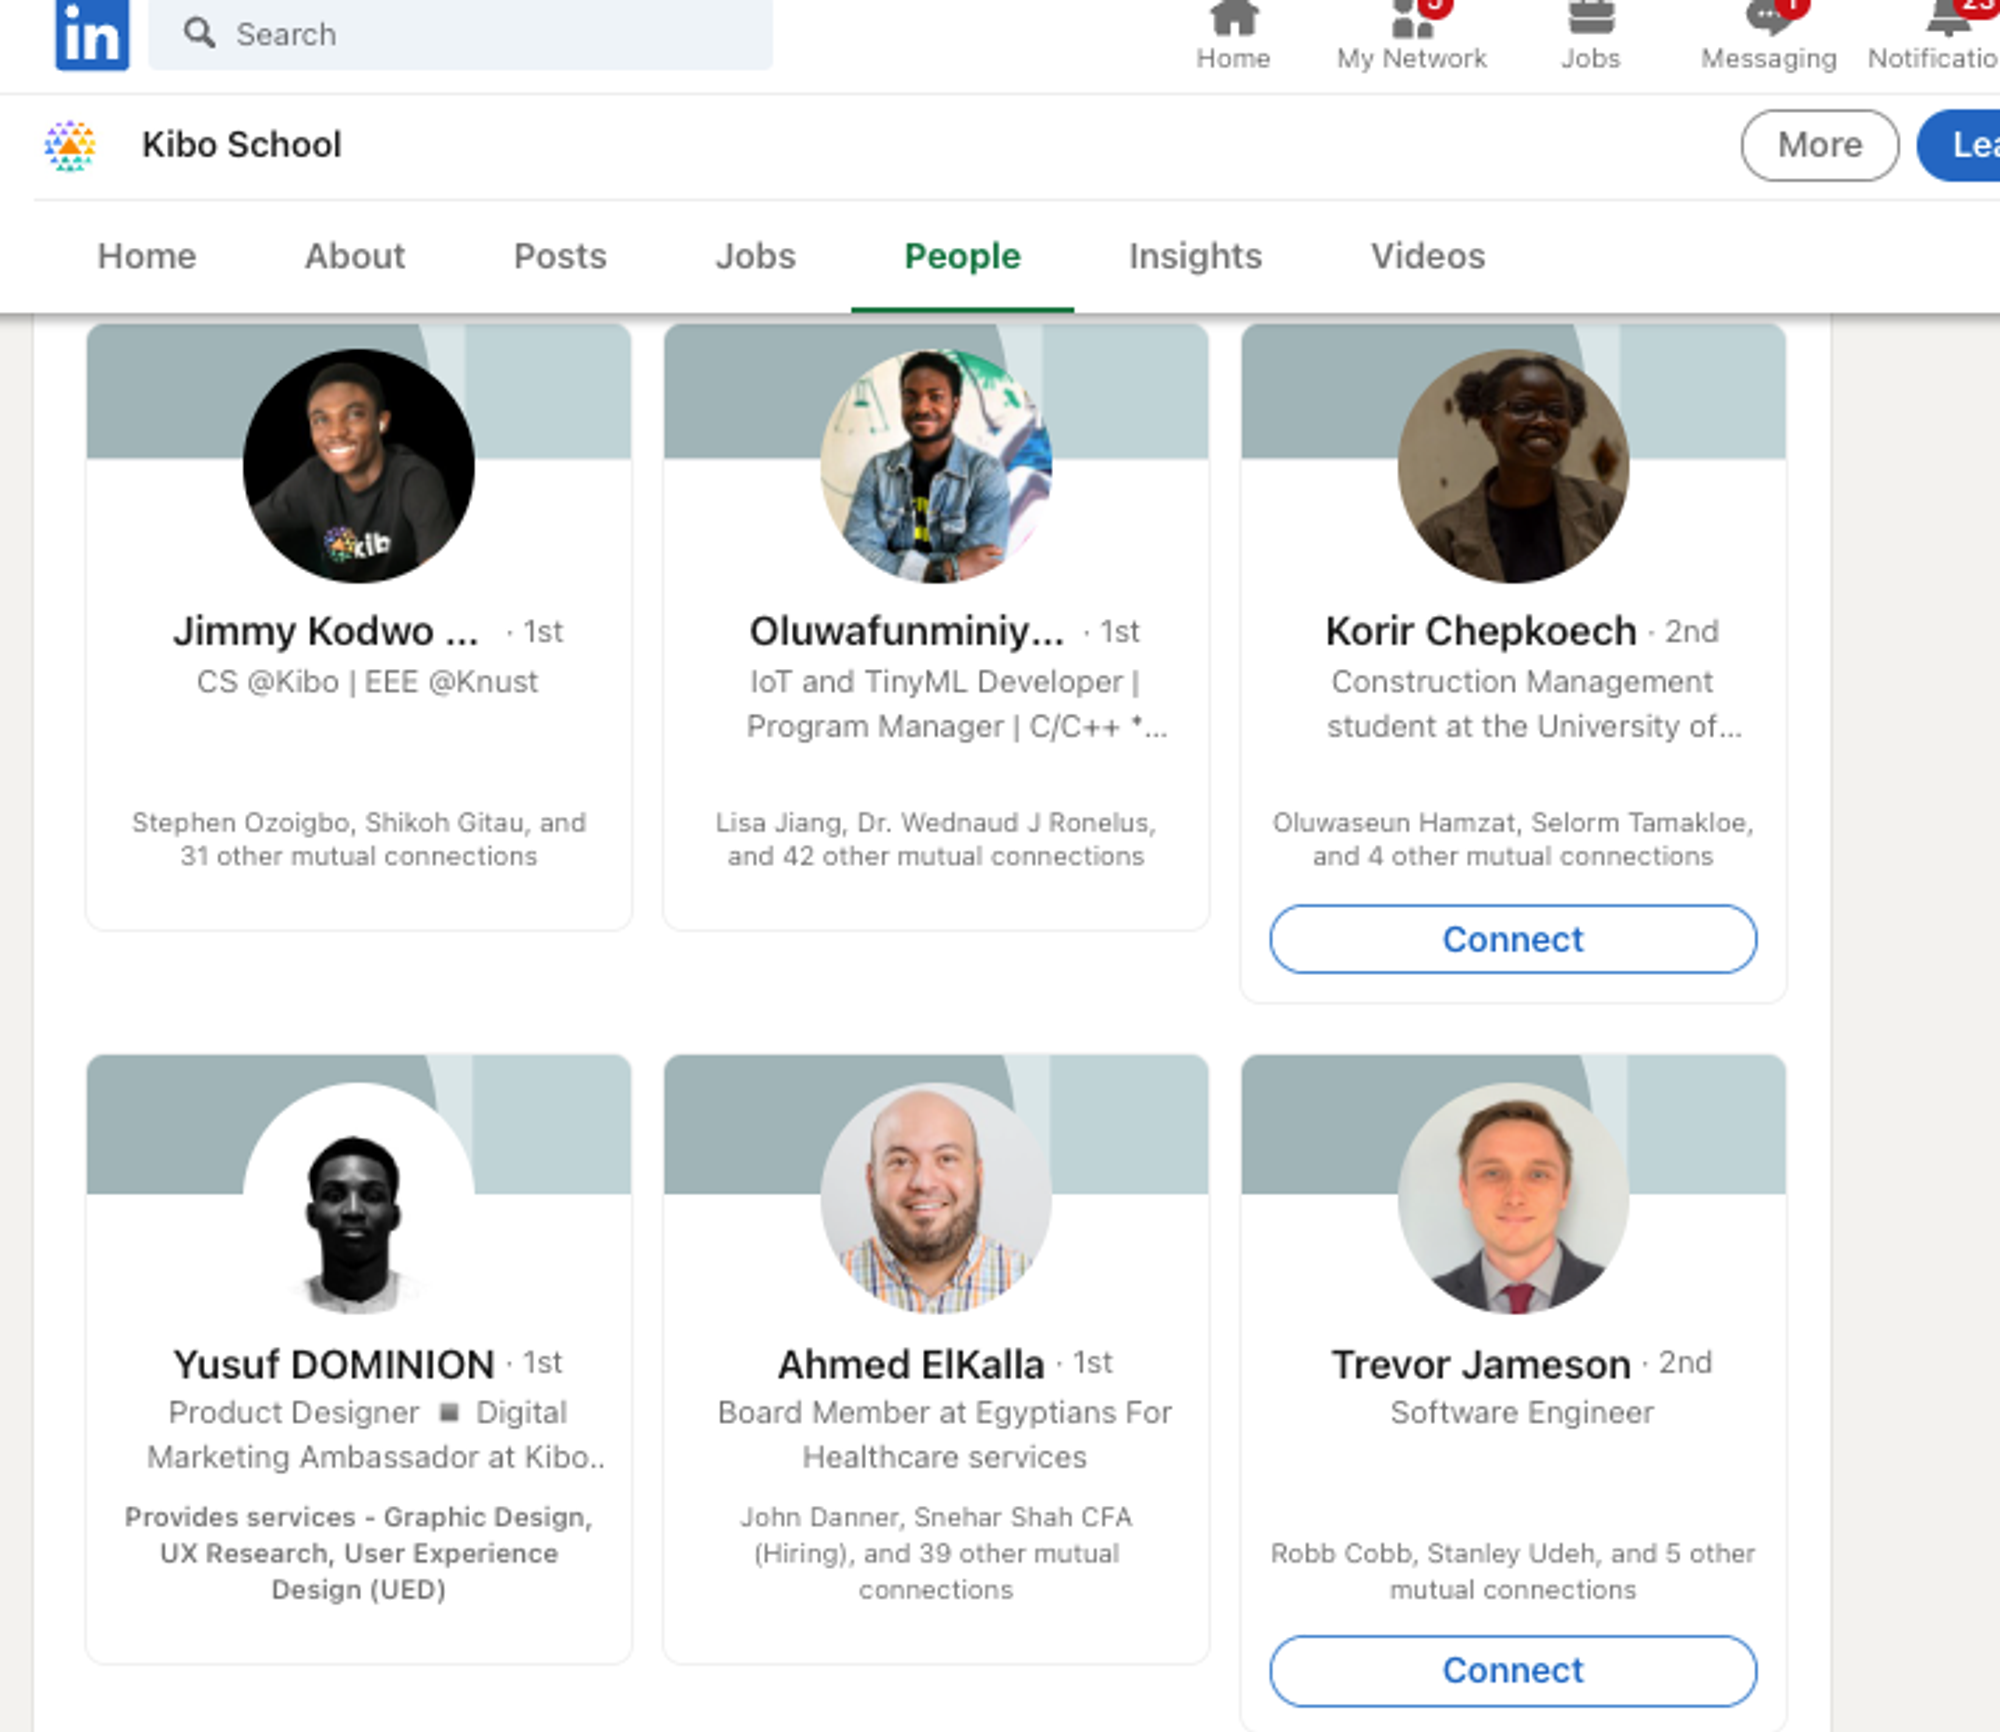 in
Search
Home
My Network
Jobs
Messaging
Notificatio
Kibo School
More
Lea
Home
About
Posts
Jobs
People
Insights
Videos
kib
Jimmy Kodwo ... · 1st
CS @Kibo | EEE @Knust
Stephen Ozoigbo, Shikoh Gitau, and
31 other mutual connections
Oluwafunminiy... · 1st
IoT and TinyML Developer |
Program Manager | C/C++ *...
Lisa Jiang, Dr. Wednaud J Ronelus,
and 42 other mutual connections
Korir Chepkoech · 2nd
Construction Management
student at the University of...
Oluwaseun Hamzat, Selorm Tamakloe,
and 4 other mutual connections
Connect
Yusuf DOMINION · 1st
Product Designer ◾ Digital
Marketing Ambassador at Kibo..
Provides services - Graphic Design,
UX Research, User Experience
Design (UED)
Ahmed ElKalla · 1st
Board Member at Egyptians For
Healthcare services
John Danner, Snehar Shah CFA
(Hiring), and 39 other mutual
connections
Trevor Jameson · 2nd
Software Engineer
Robb Cobb, Stanley Udeh, and 5 other
mutual connections
Connect